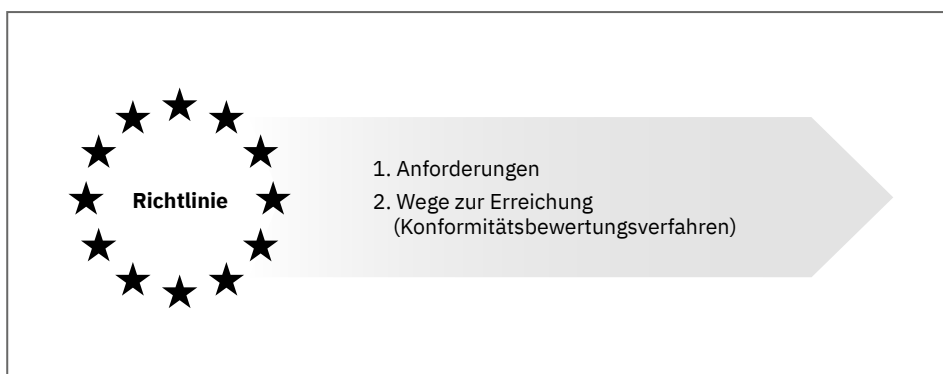 Richtlinie
1. Anforderungen
2. Wege zur Erreichung
(Konformitätsbewertungsverfahren)